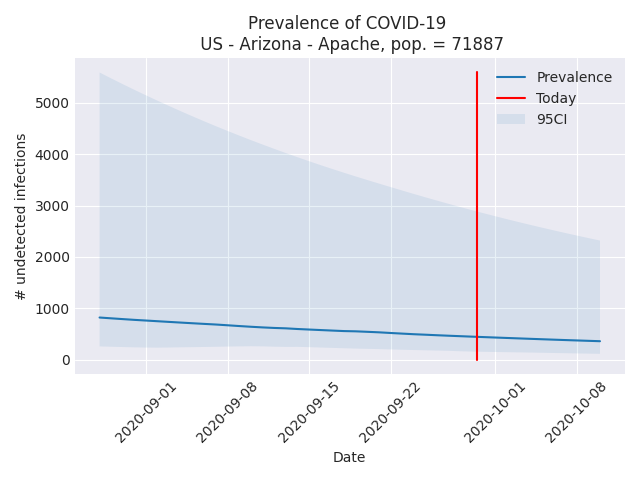 Prevalence of COVID-19
US - Arizona - Apache, pop. = 71887
Prevalence
Today
95CI
# undetected infections
5000
4000
3000
2000
1000
0
2020-09-01
2020-09-08
2020-09-15
2020-09-22
2020-10-01
2020-10-08
Date